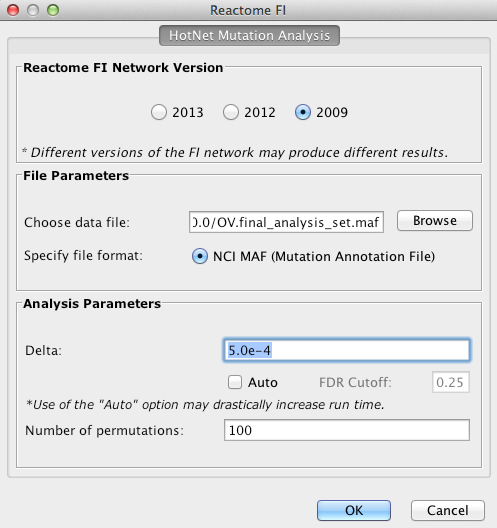 Reactome FI
HotNet Mutation Analysis
Reactome FI Network Version
2013 2012 2009
* Different versions of the FI network may produce different results.
File Parameters
Choose data file: 0.0/OV.final_analysis_set.maf Browse
Specify file format: NCI MAF (Mutation Annotation File)
Analysis Parameters
Delta: 5.0e-4
Auto FDR Cutoff: 0.25
*Use of the "Auto" option may drastically increase run time.
Number of permutations: 100
OK Cancel